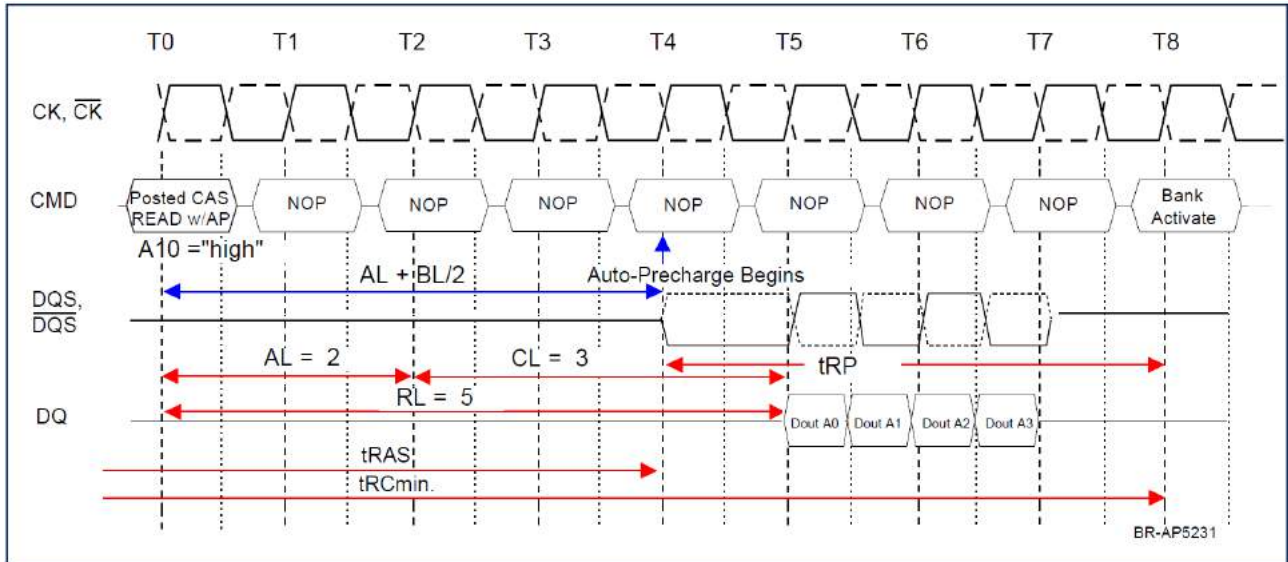 T0 T1 T2 T3 T4 T5 T6 T7 T8
CK, CK
CMD
Posted CAS READ w/AP
NOP NOP NOP NOP NOP NOP NOP
Bank Activate
A10 ="high"
AL + BL/2
Auto-Precharge Begins
DQS,
DQS
AL = 2
CL = 3
tRP
RL = 5
DQ
Dout A0 Dout A1 Dout A2 Dout A3
tRAS
tRCmin.
BR-AP5231